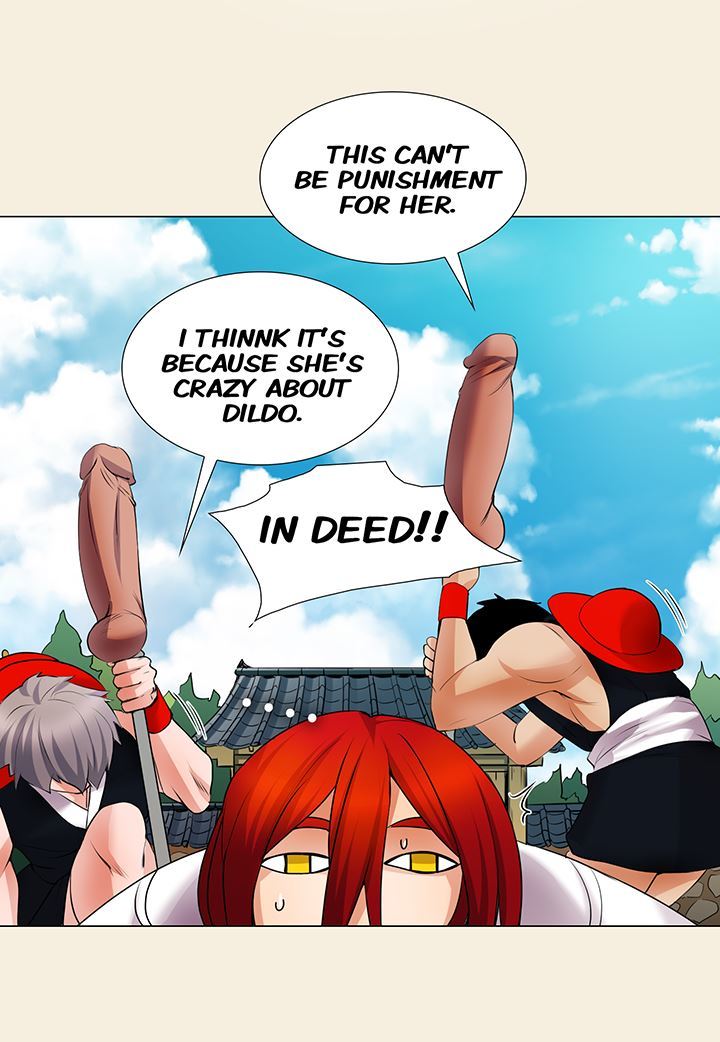 THIS CAN'T
BE PUNISHMENT
FOR HER.
I THINNK IT'S
BECAUSE SHE'S
CRAZY ABOUT
DILDO.
IN DEED!!